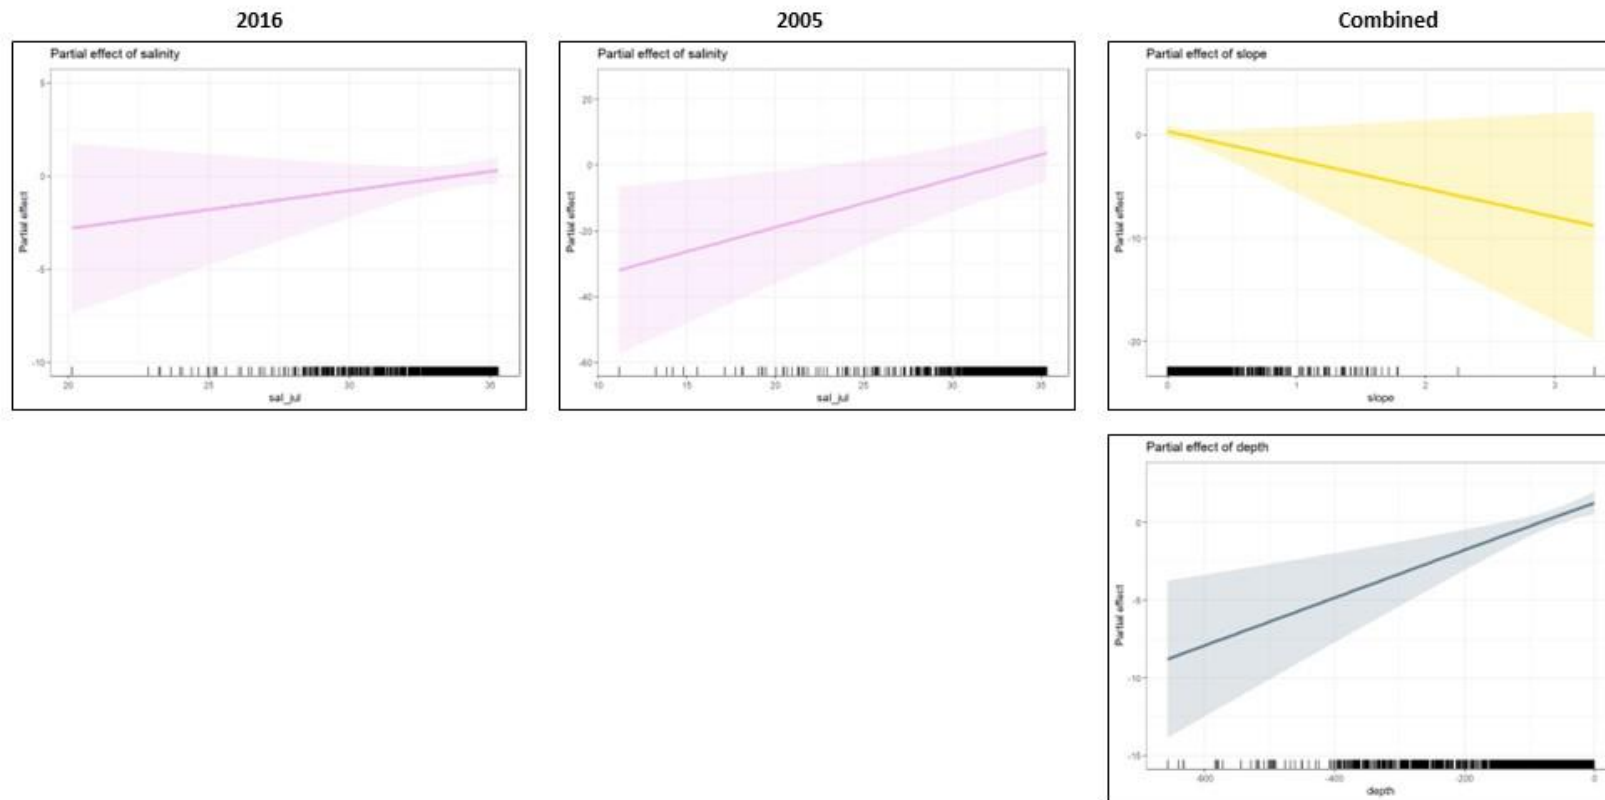 2016
2005
Combined
Partial effect of salinity
5
0
-5
-10
Partial effect
20
25
30
35
sal_jul
Partial effect of salinity
20
0
-20
-40
-60
Partial effect
10
15
20
25
30
35
sal_jul
Partial effect of slope
0
-10
-20
Partial effect
0
1
2
3
slope
Partial effect of depth
0
-5
-10
-15
Partial effect
-600
-400
-200
0
depth